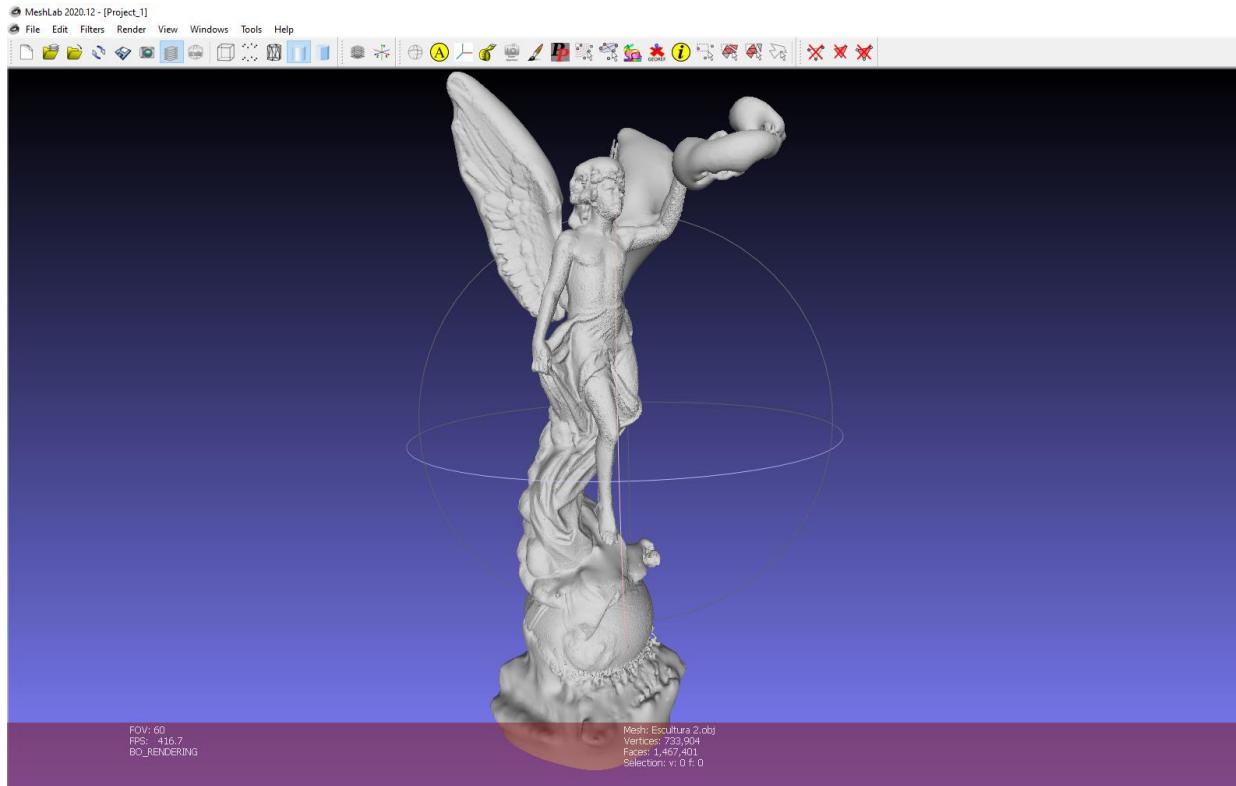 MeshLab 2020.12 - [Project_1]
File Edit Filters Render View Windows Tools Help
A
GEOREF
i
FOV: 60
FPS: 416.7
BO_RENDERING
Mesh: Escultura 2.obj
Vertices: 733,904
Faces: 1,467,401
Selection: v: 0 f: 0